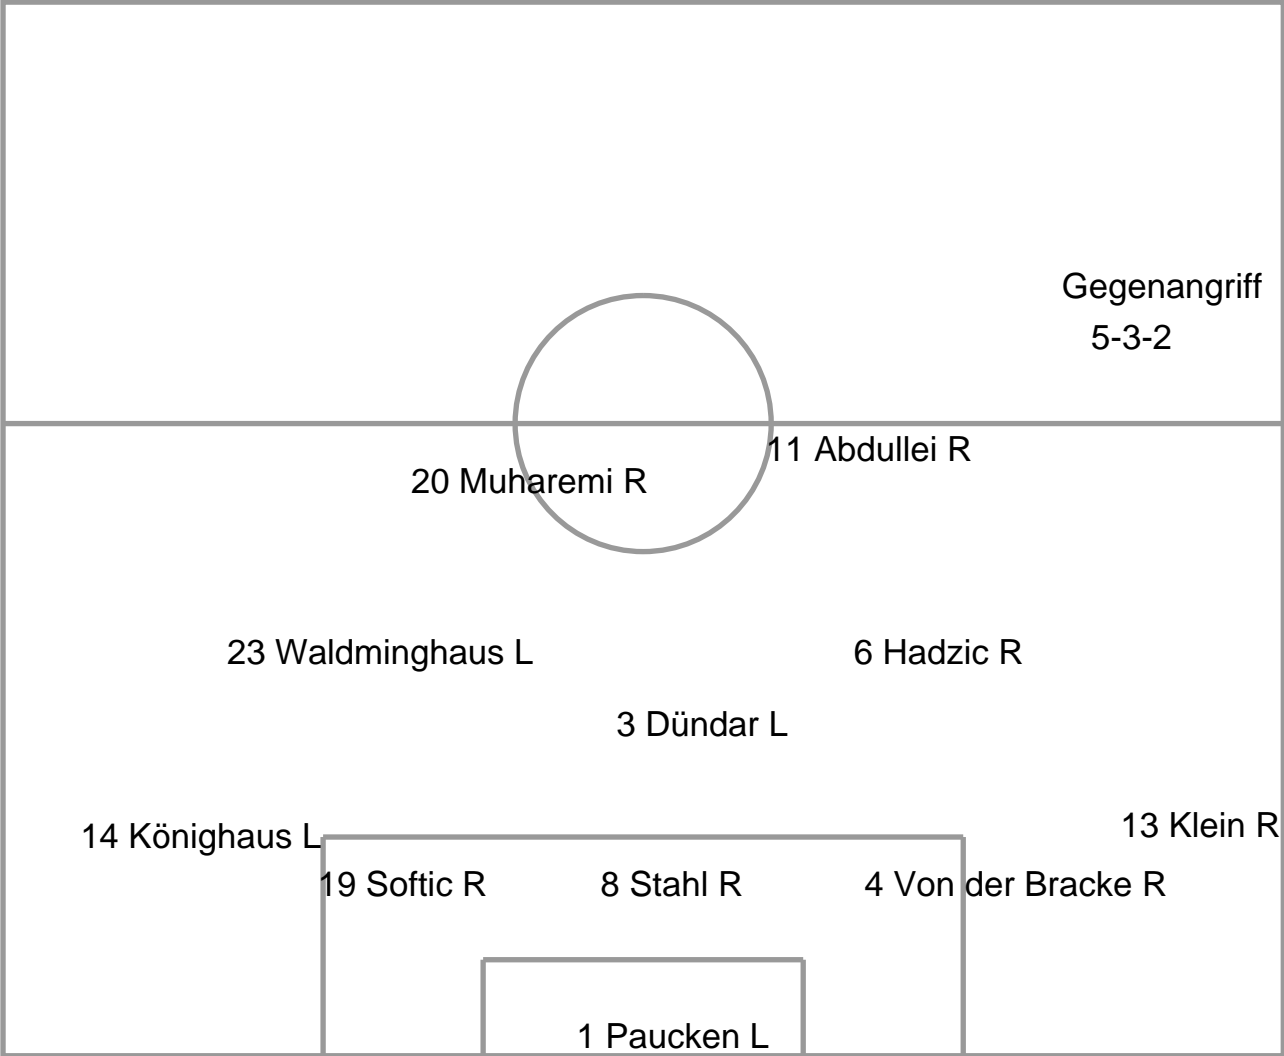 Gegenangriff
5-3-2
11 Abdullei R
20 Muharemi R
23 Waldminghaus L
6 Hadzic R
3 Dündar L
13 Klein R
14 Könighaus L
19 Softic R
8 Stahl R
4 Von der Bracke R
1 Paucken L